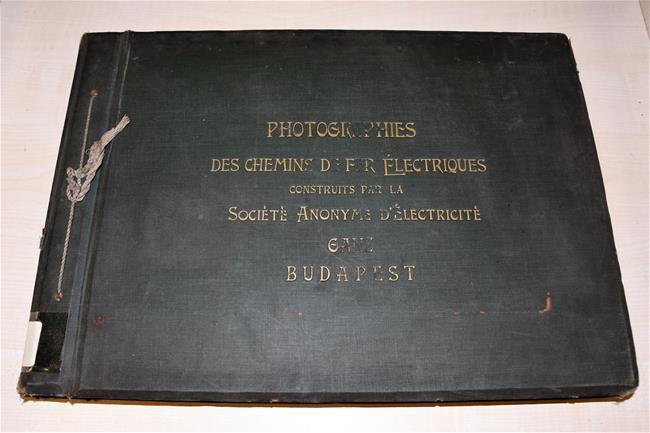 PHOTOGRAPHIES
DES CHEMINS DE FER ÉLECTRIQUES
CONSTRUITS PAR LA
SOCIÉTÉ ANONYME D'ÉLECTRICITÉ
GANZ
BUDAPEST